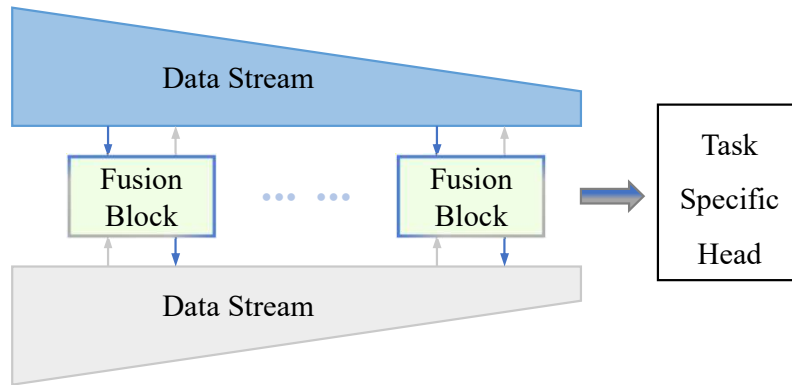 Data Stream
Fusion
Block
... ...
Fusion
Block
Task
Specific
Head
Data Stream